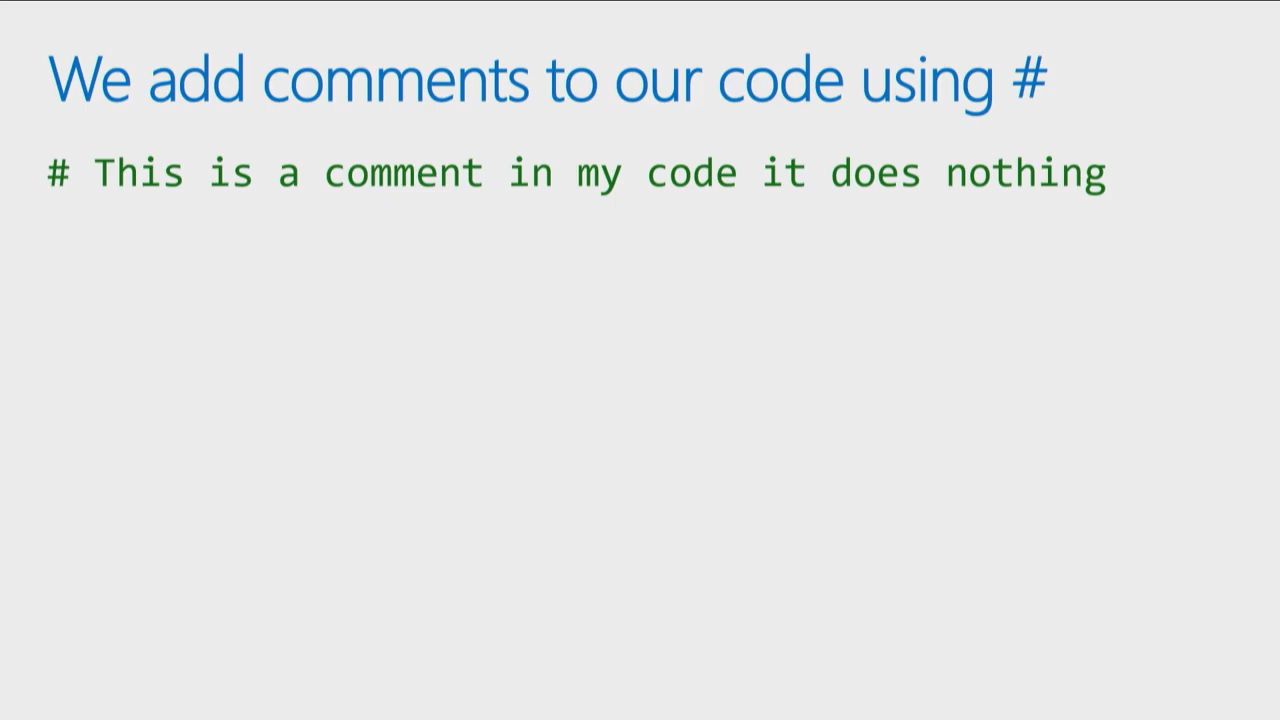 We add comments to our code using #
# This is a comment in my code it does nothing